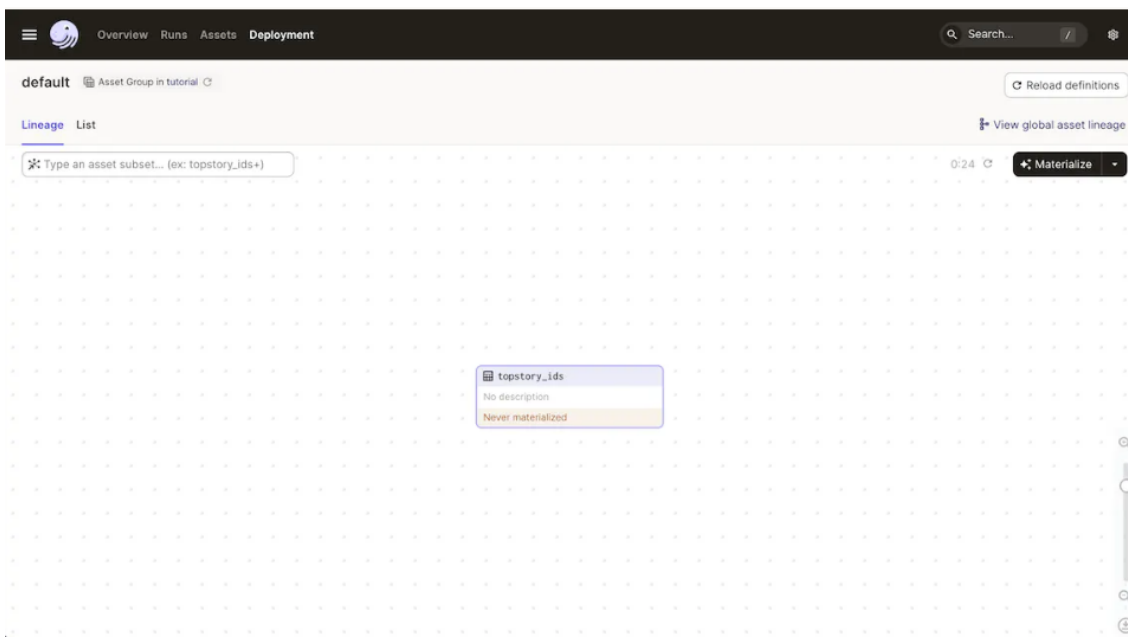 Overview Runs Assets Deployment Search... /
default Asset Group in tutorial Reload definitions
Lineage List View global asset lineage
Type an asset subset... (ex: topstory_ids+) 0:24 Materialize
topstory_ids
No description
Never materialized